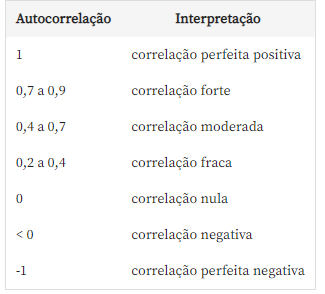 Autocorrelação Interpretação
1 correlação perfeita positiva
0,7 a 0,9 correlação forte
0,4 a 0,7 correlação moderada
0,2 a 0,4 correlação fraca
0 correlação nula
< 0 correlação negativa
-1 correlação perfeita negativa